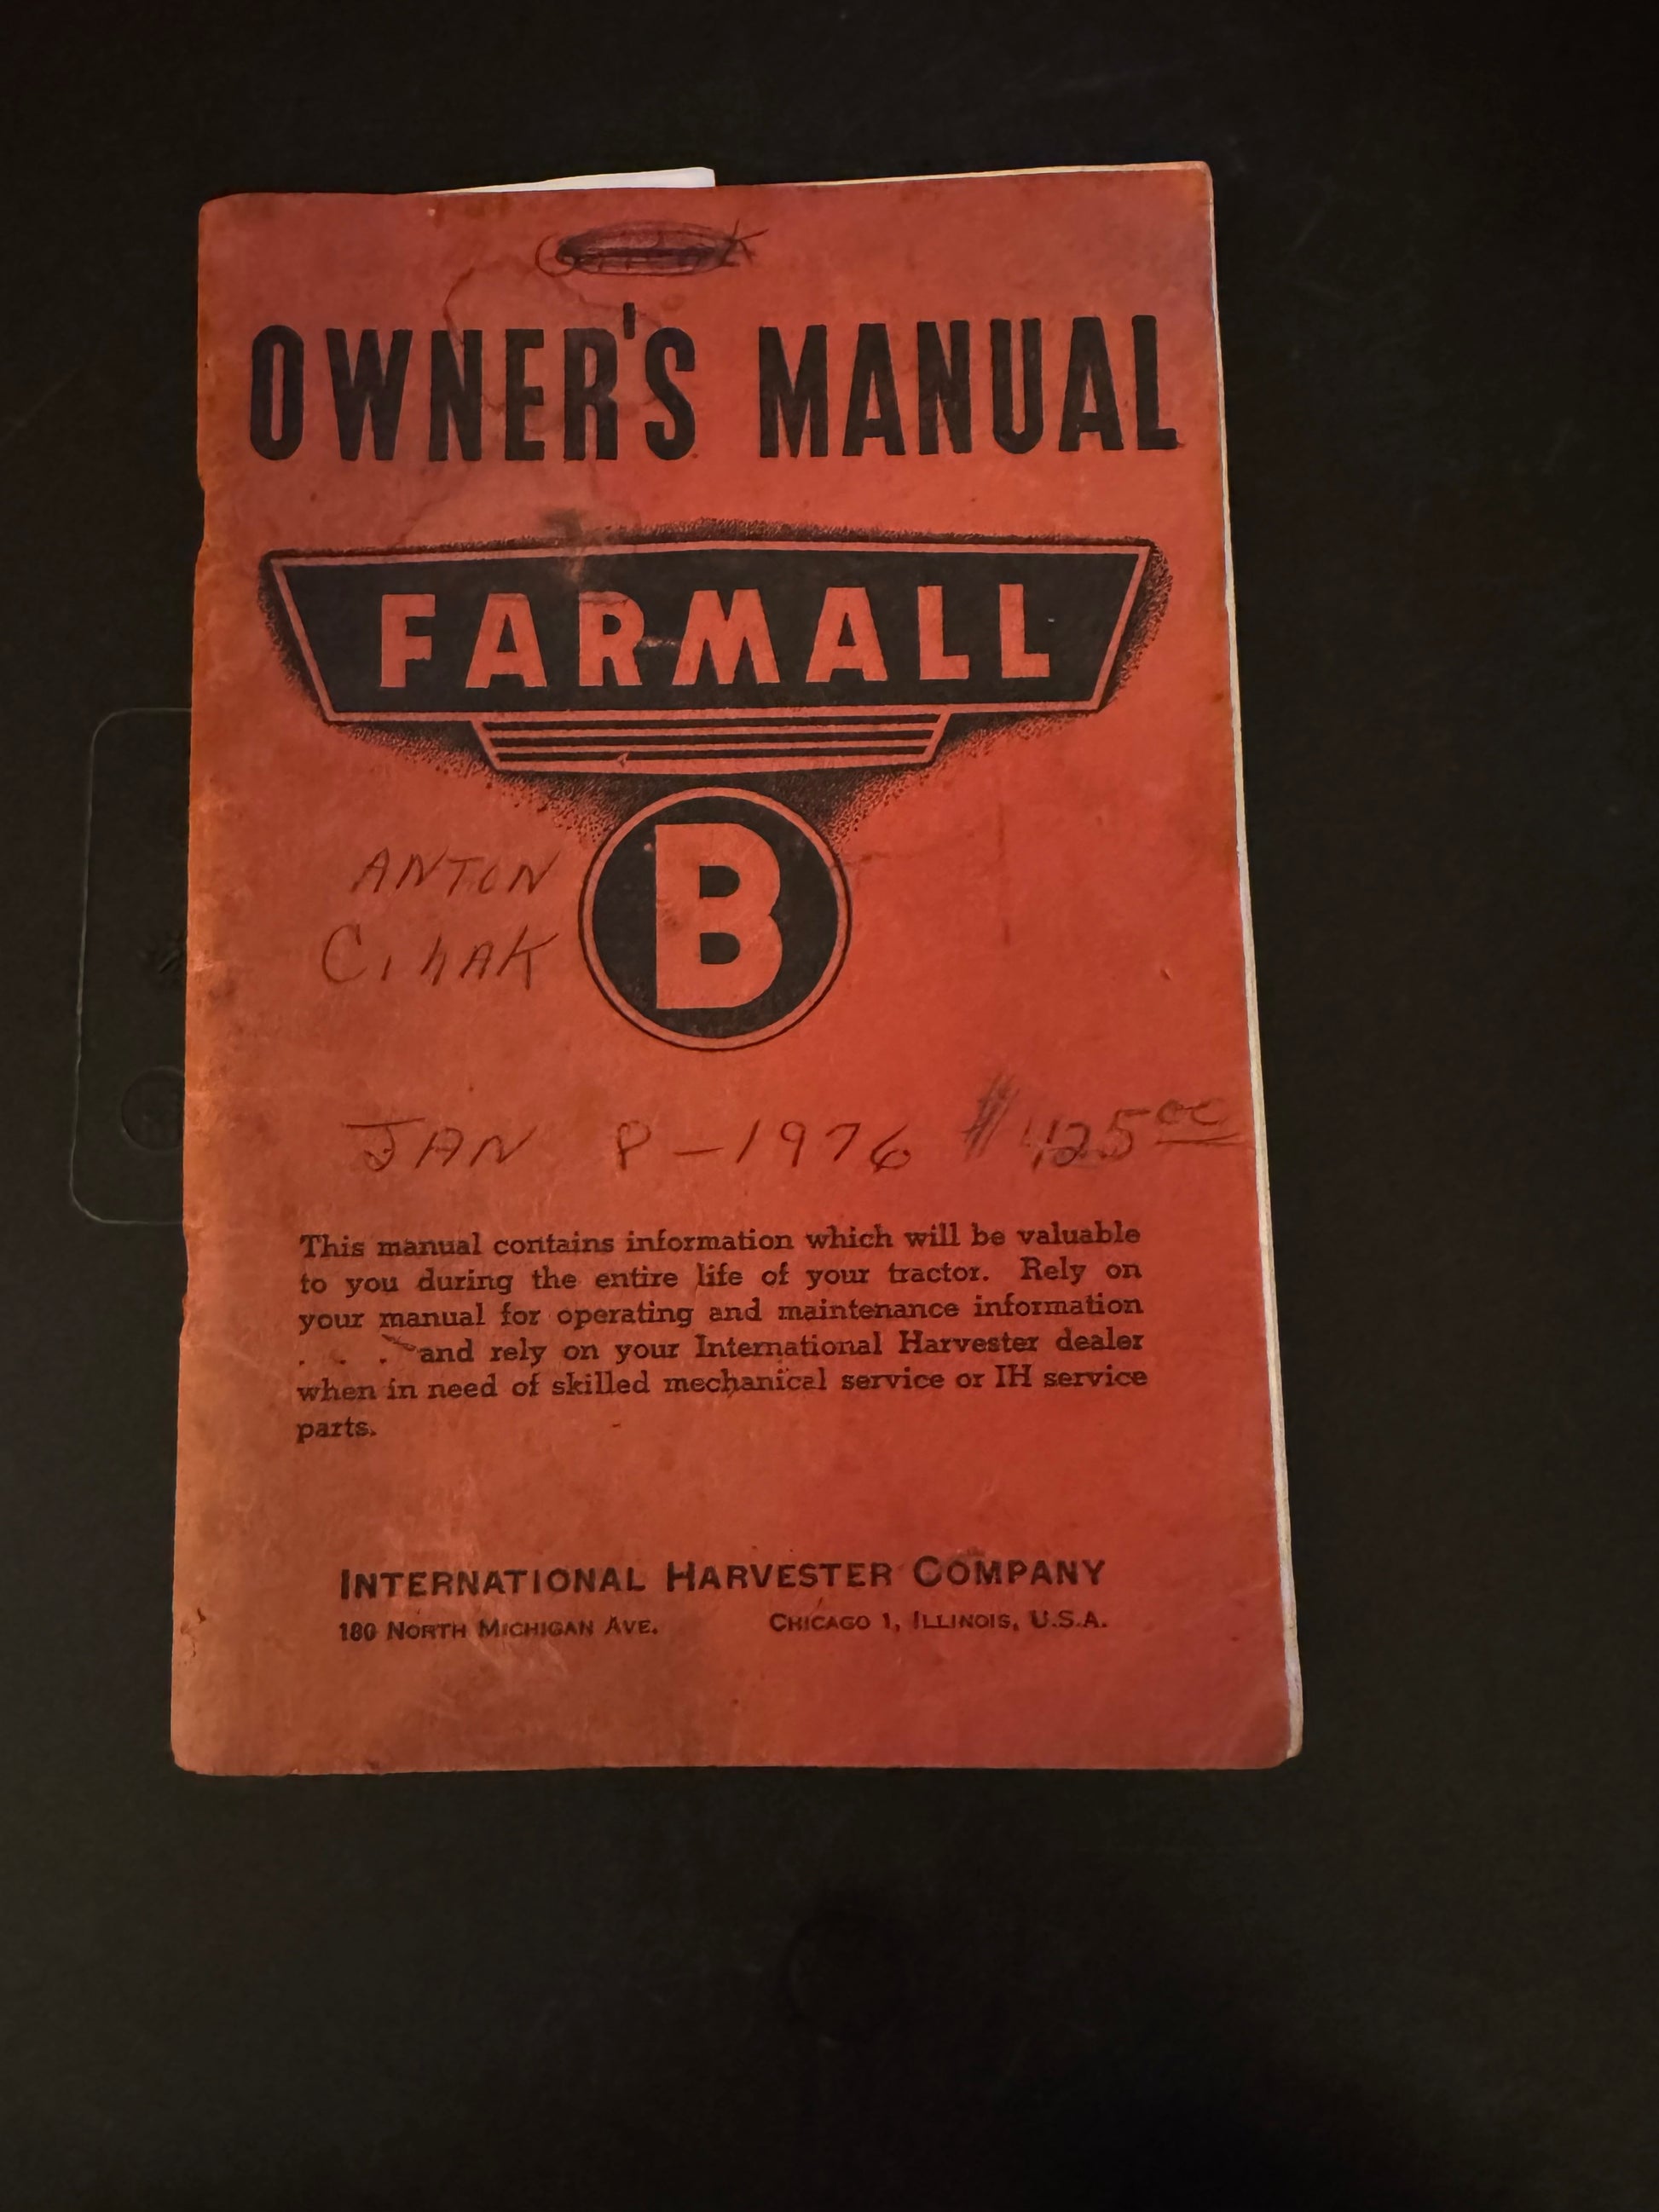 OWNER'S MANUAL
FARMALL
B
ANTON
CihAK
JAN 8-1976 $425 00
This manual contains information which will be valuable
to you during the entire life of your tractor. Rely on
your manual for operating and maintenance information
. . . and rely on your International Harvester dealer
when in need of skilled mechanical service or IH service
parts.
INTERNATIONAL HARVESTER COMPANY
180 NORTH MICHIGAN AVE. CHICAGO 1, ILLINOIS, U.S.A.